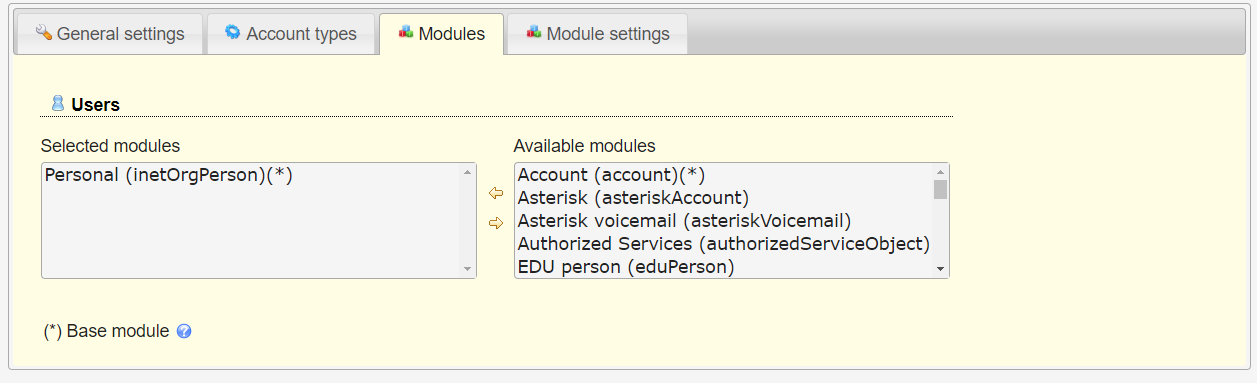 General settings Account types Modules Module settings
Users
Selected modules Available modules
Personal (inetOrgPerson)(*) Account (account)(*)
Asterisk (asteriskAccount)
Asterisk voicemail (asteriskVoicemail)
Authorized Services (authorizedServiceObject)
EDU person (eduPerson)
(*) Base module ?